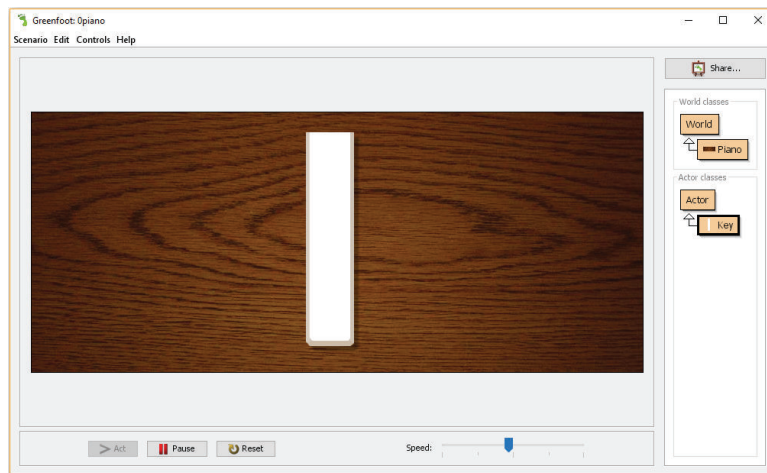 Greenfoot: 0piano
Scenario Edit Controls Help
Share...
World classes
World
Piano
Actor classes
Actor
Key
Act
Pause
Reset
Speed: